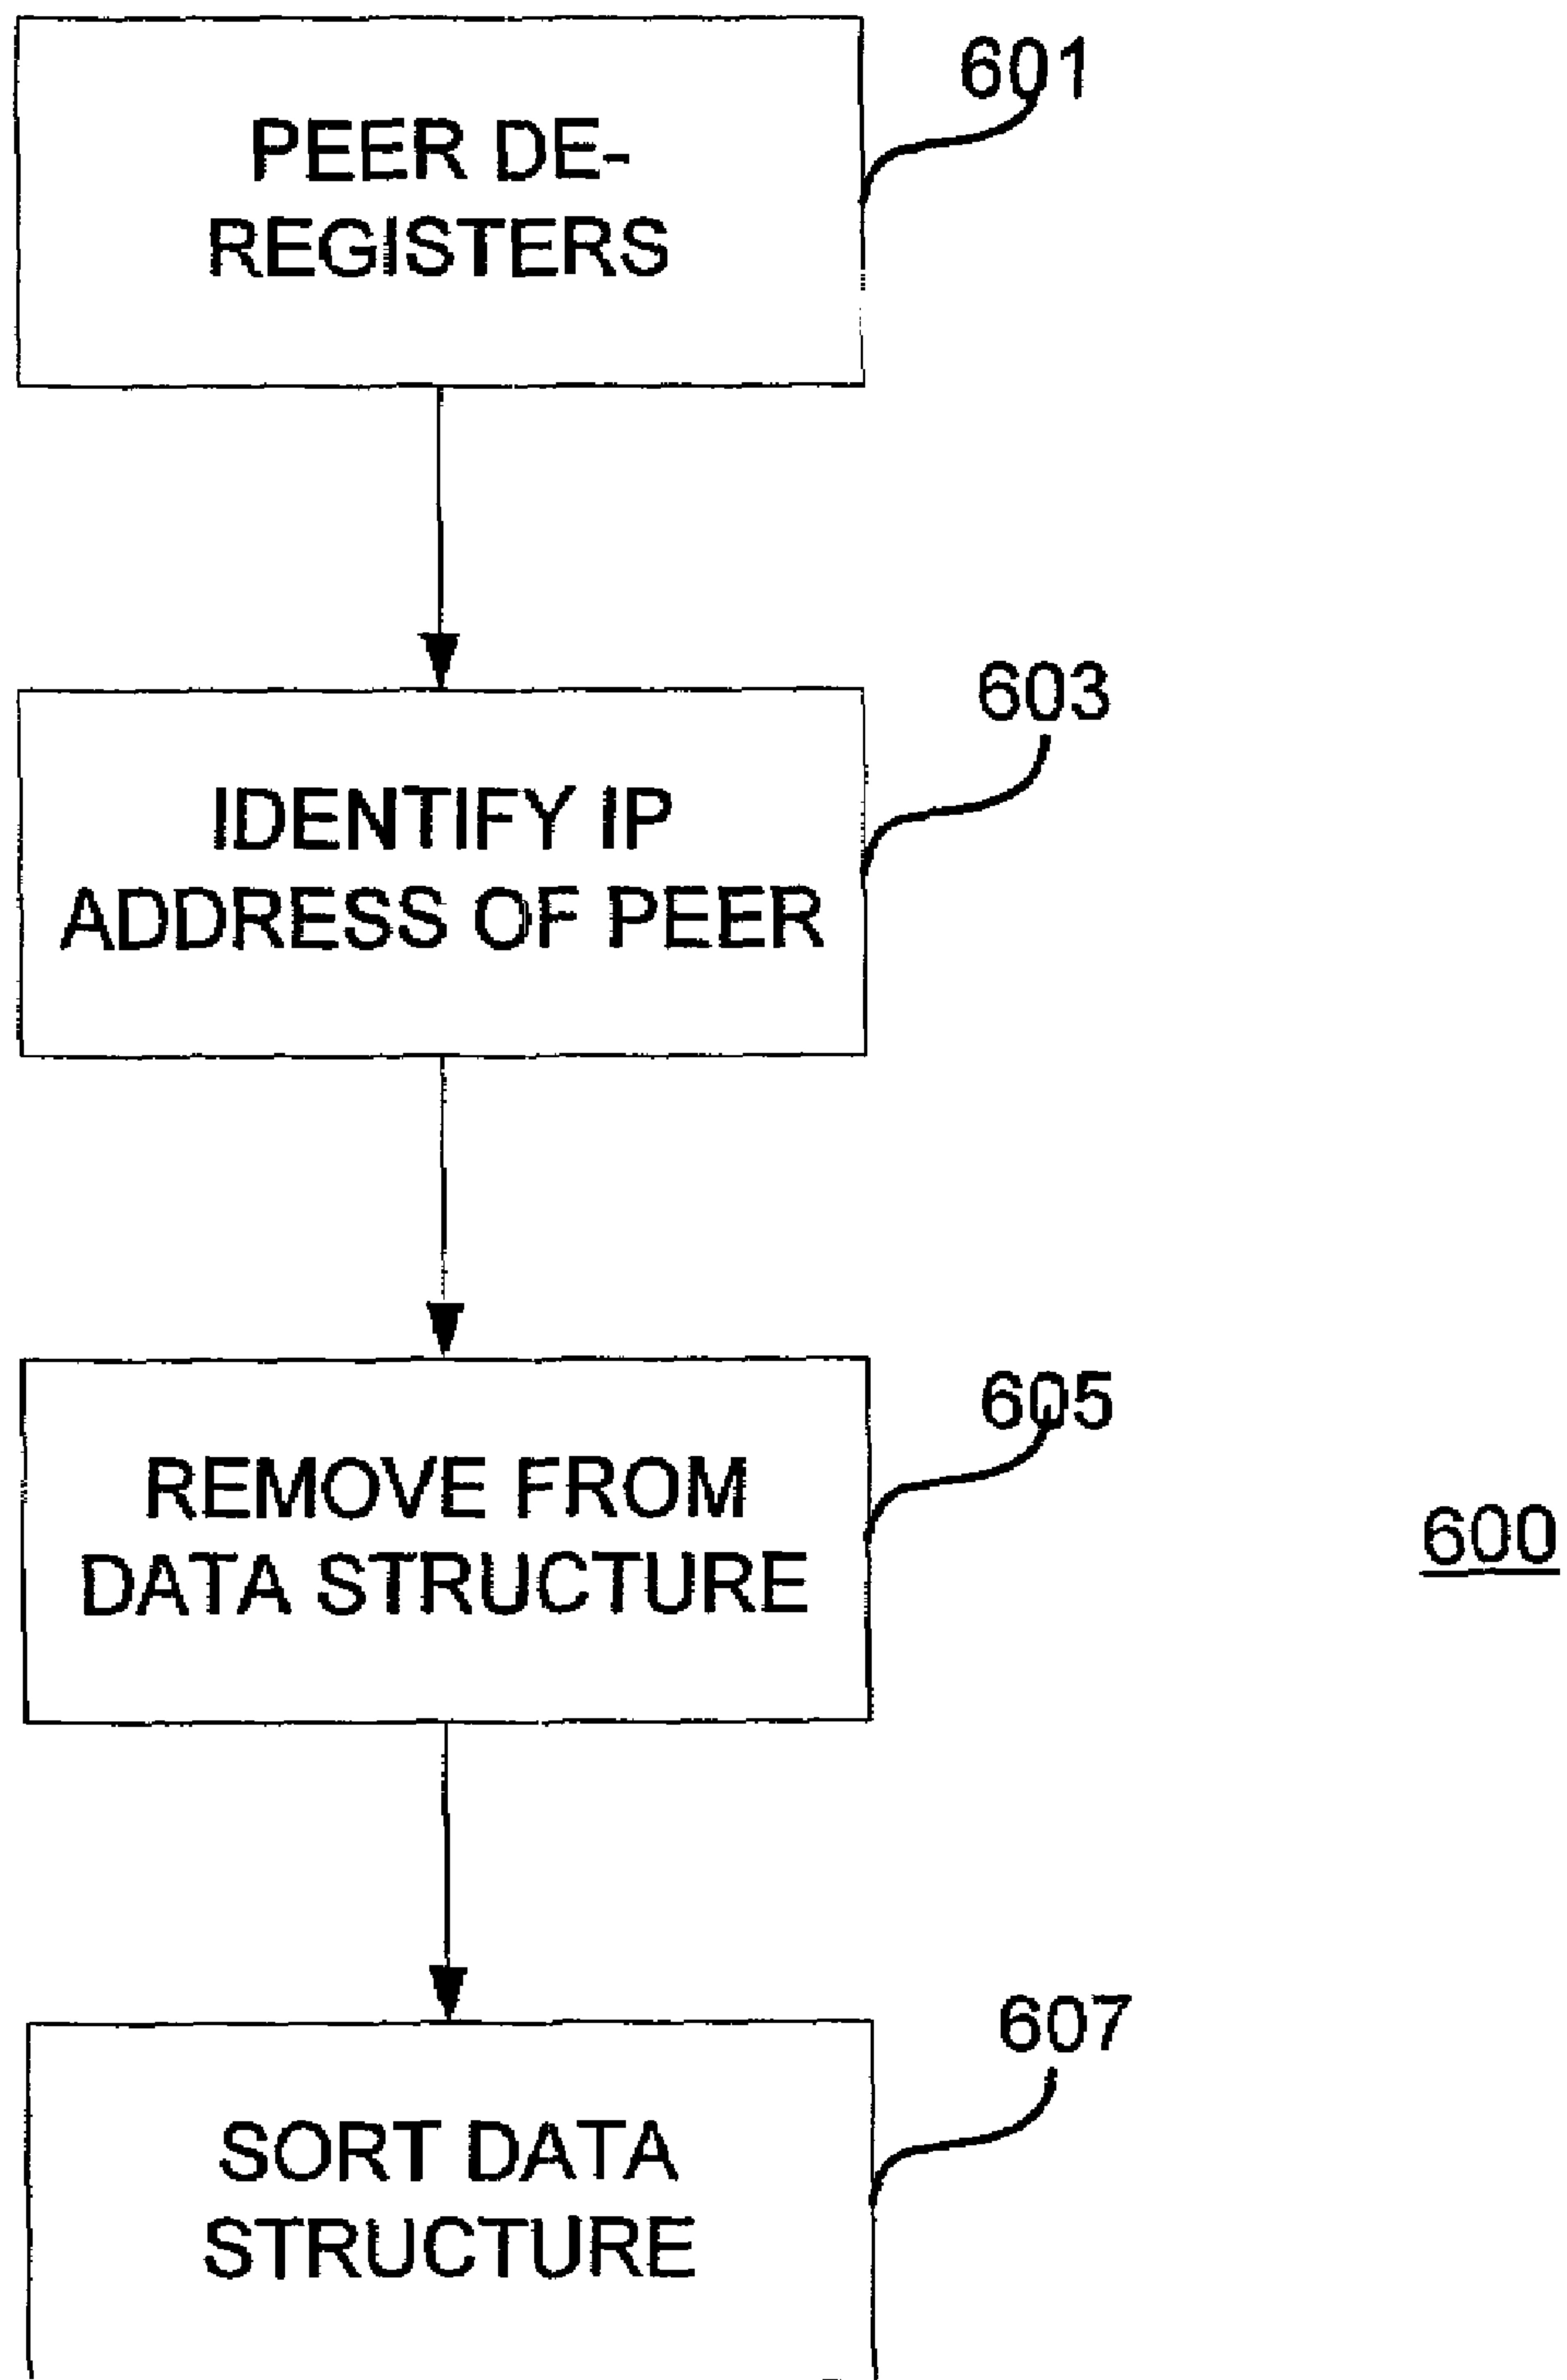 601
PEER DE-
REGISTERS
603
IDENTIFY IP
ADDRESS OF PEER
605
REMOVE FROM
DATA STRUCTURE
600
607
SORT DATA
STRUCTURE